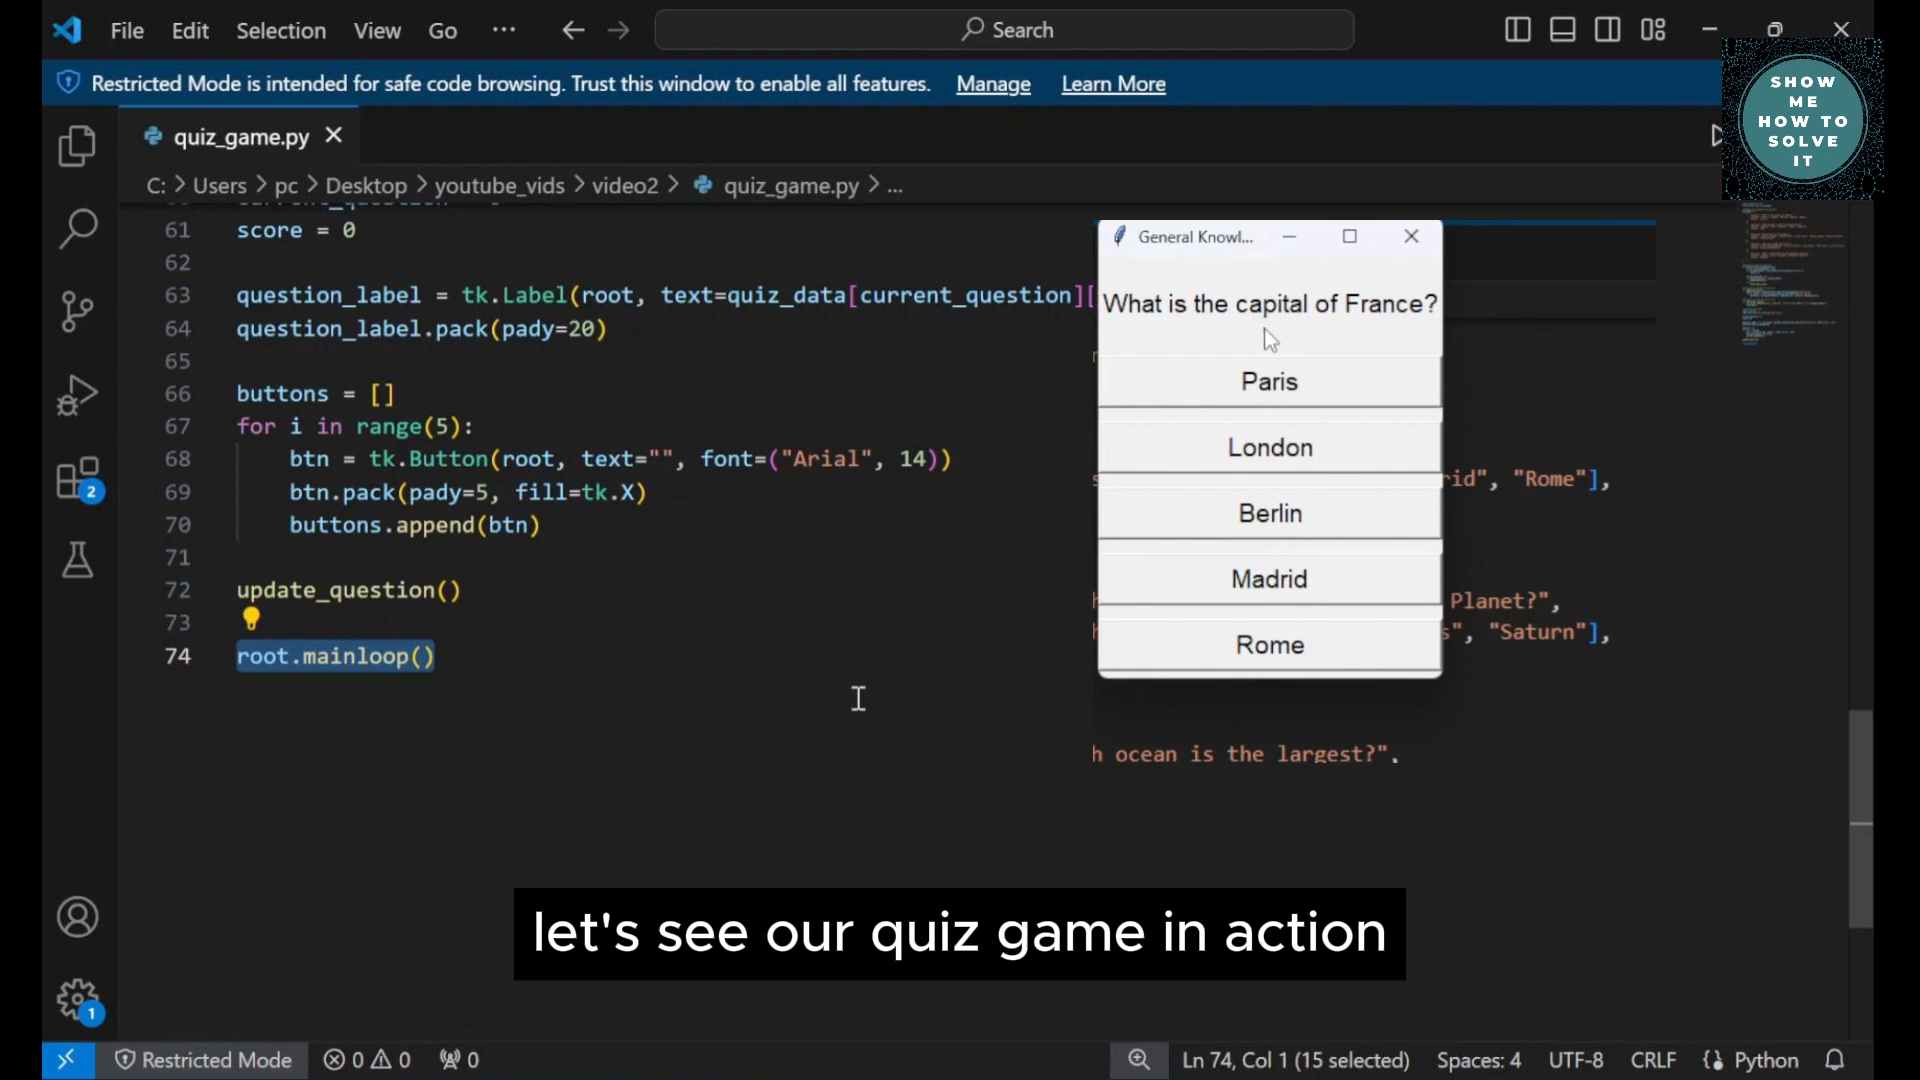 File Edit Selection View Go ··· Search
SHOW
ME
HOW TO
SOLVE
IT
Restricted Mode is intended for safe code browsing. Trust this window to enable all features. Manage Learn More
quiz_game.py
C: > Users > pc > Desktop > youtube_vids > video2 > quiz_game.py > ...
61 score = 0
62
63 question_label = tk.Label(root, text=quiz_data[current_question][
64 question_label.pack(pady=20)
65
66 buttons = []
67 for i in range(5):
68 btn = tk.Button(root, text="", font=("Arial", 14))
69 btn.pack(pady=5, fill=tk.X)
70 buttons.append(btn)
71
72 update_question()
73
74 root.mainloop()
General Knowl...
What is the capital of France?
Paris
London
Berlin
Madrid
Rome
rid", "Rome"],
Planet?",
s", "Saturn"],
h ocean is the largest?",
2
1
let's see our quiz game in action
Restricted Mode 0 0 0 Ln 74, Col 1 (15 selected) Spaces: 4 UTF-8 CRLF Python